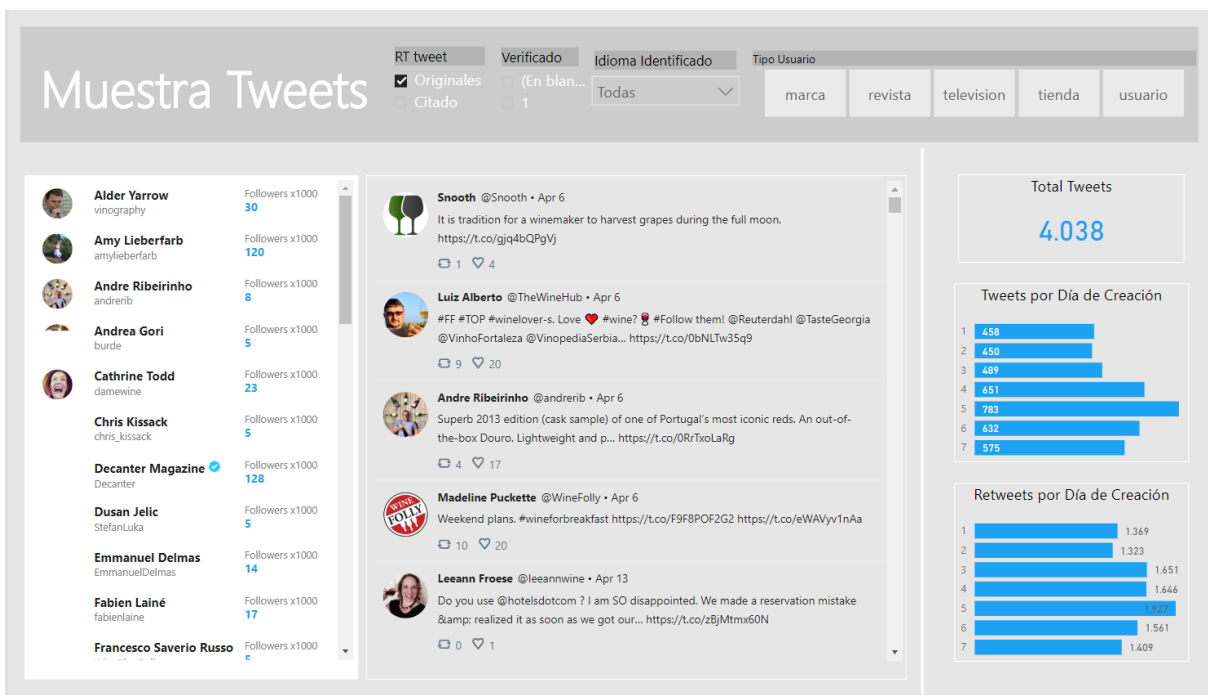 Muestra Tweets
RT tweet
Originales
Citado
Verificado
(En blan...
1
Idioma Identificado
Todas
Tipo Usuario
marca
revista
television
tienda
usuario
Alder Yarrow
vinography
Followers x1000
30
Amy Lieberfarb
amylieberfarb
Followers x1000
120
Andre Ribeirinho
andrerib
Followers x1000
8
Andrea Gori
burde
Followers x1000
5
Cathrine Todd
damewine
Followers x1000
23
Chris Kissack
chris_kissack
Followers x1000
5
Decanter Magazine
Decanter
Followers x1000
128
Dusan Jelic
StefanLuka
Followers x1000
5
Emmanuel Delmas
EmmanuelDelmas
Followers x1000
14
Fabien Lainé
fabienlaine
Followers x1000
17
Francesco Saverio Russo
Followers x1000
5
Snooth @Snooth • Apr 6
It is tradition for a winemaker to harvest grapes during the full moon.
https://t.co/gjq4bQPgVj
1 4
Luiz Alberto @TheWineHub • Apr 6
#FF #TOP #winelover-s. Love ❤️ #wine? 🍷 #Follow them! @Reuterdahl @TasteGeorgia
@VinhoFortaleza @VinopediaSerbia... https://t.co/0bNLTw35q9
9 20
Andre Ribeirinho @andrerib • Apr 6
Superb 2013 edition (cask sample) of one of Portugal's most iconic reds. An out-of-
the-box Douro. Lightweight and p... https://t.co/0RrTxoLaRg
4 17
WINE
FOLLY
Madeline Puckette @WineFolly • Apr 6
Weekend plans. #wineforbreakfast https://t.co/F9F8POF2G2 https://t.co/eWAVyv1nAa
10 20
Leeann Froese @leeannwine • Apr 13
Do you use @hotelsdotcom ? I am SO disappointed. We made a reservation mistake
&amp; realized it as soon as we got our... https://t.co/zBjMtmx60N
0 1
Total Tweets
4.038
Tweets por Día de Creación
1 458
2 450
3 489
4 651
5 783
6 632
7 575
Retweets por Día de Creación
1 1.369
2 1.323
3 1.651
4 1.646
5 1.927
6 1.561
7 1.409